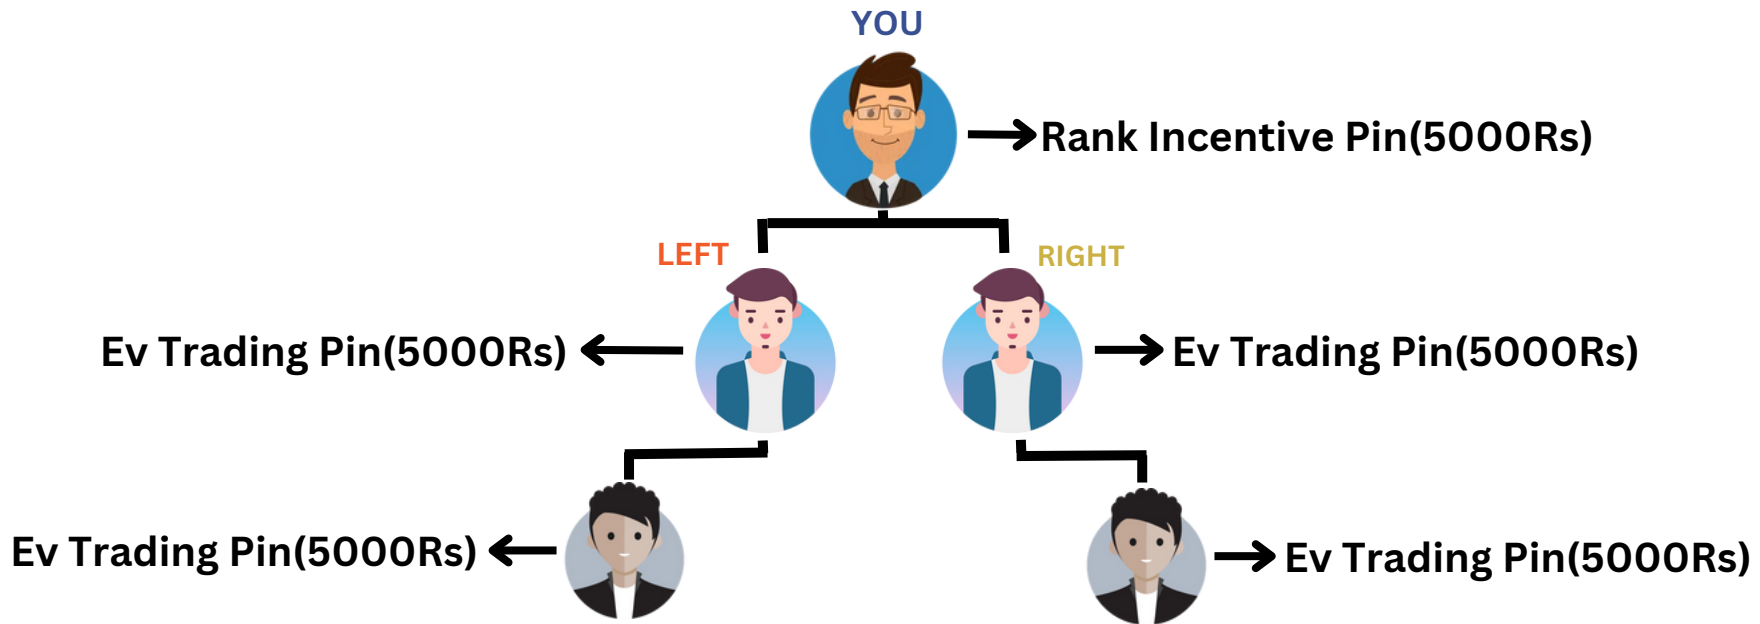 YOU
Rank Incentive Pin(5000Rs)
LEFT
RIGHT
Ev Trading Pin(5000Rs)
Ev Trading Pin(5000Rs)
Ev Trading Pin(5000Rs)
Ev Trading Pin(5000Rs)